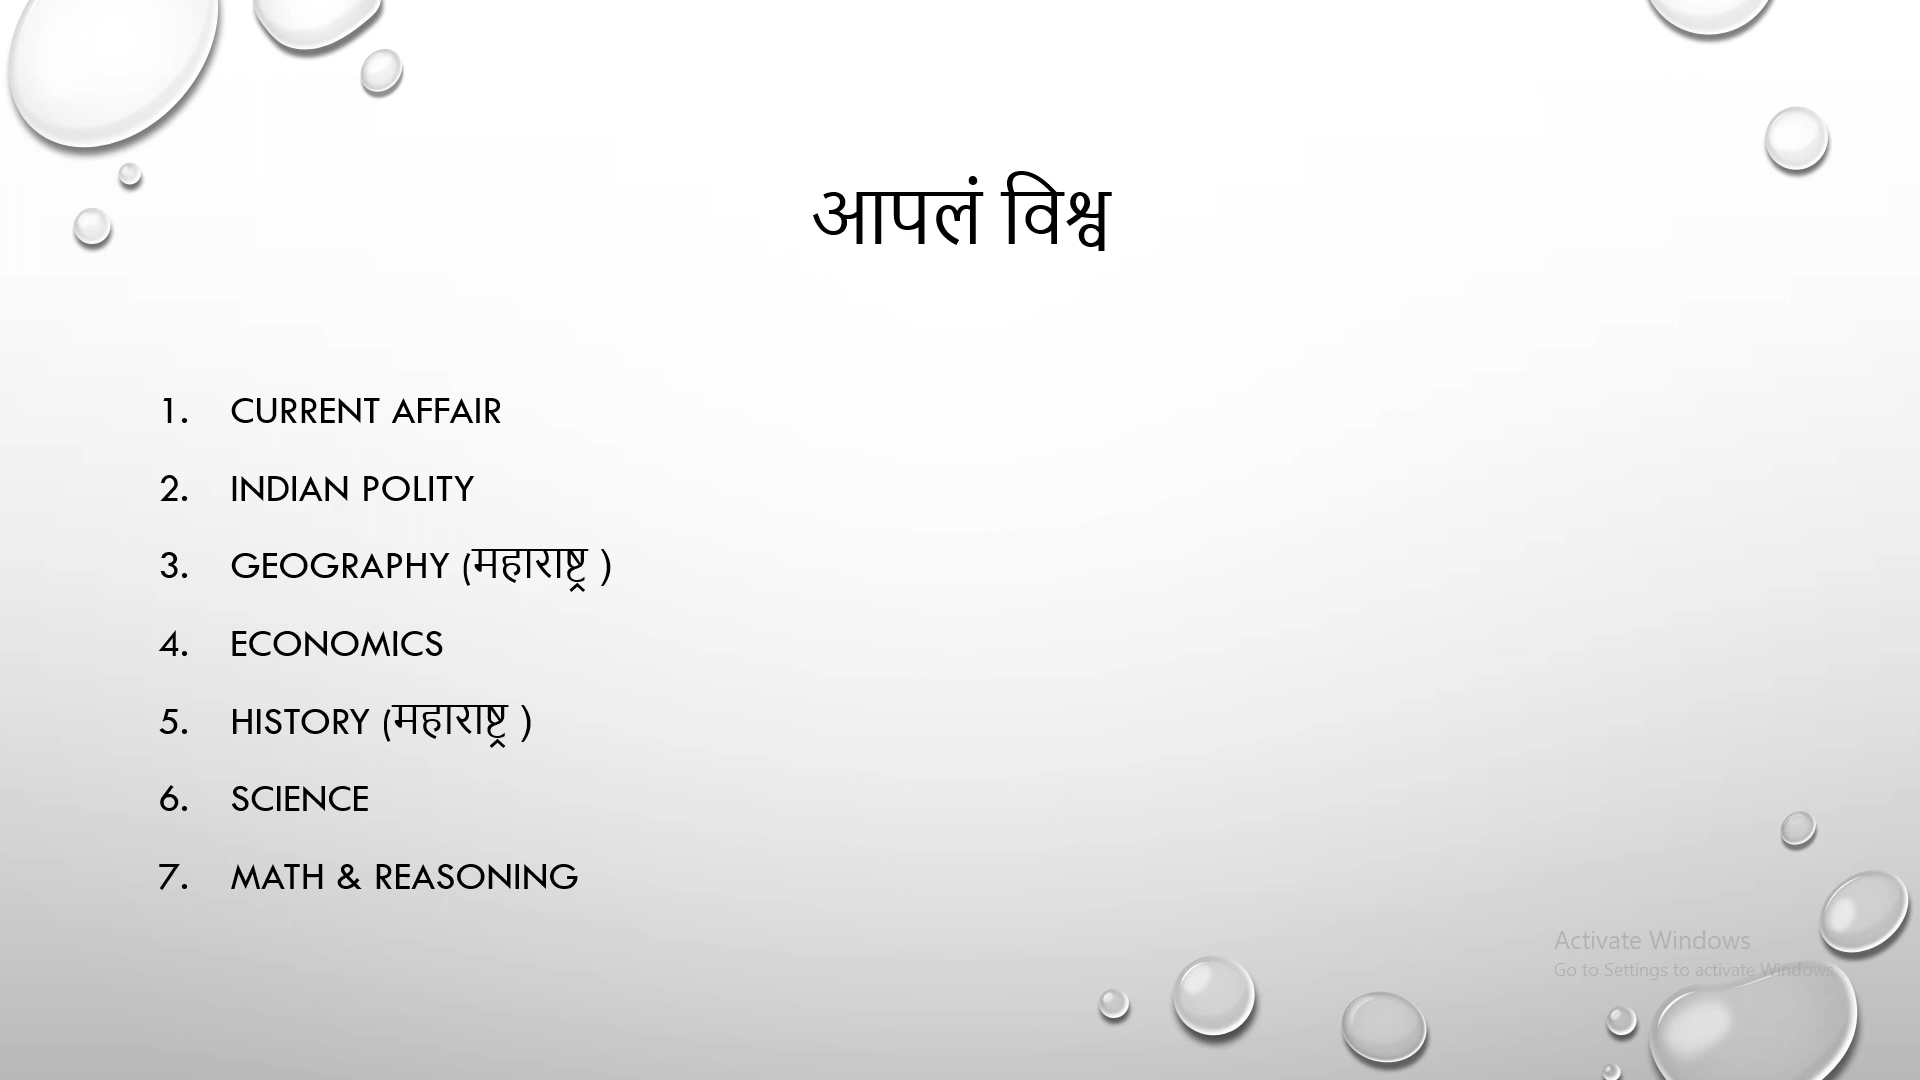 आपलं विश्व
1. CURRENT AFFAIR
2. INDIAN POLITY
3. GEOGRAPHY (महाराष्ट्र )
4. ECONOMICS
5. HISTORY (महाराष्ट्र )
6. SCIENCE
7. MATH & REASONING
Activate Windows
Go to Settings to activate Windows.